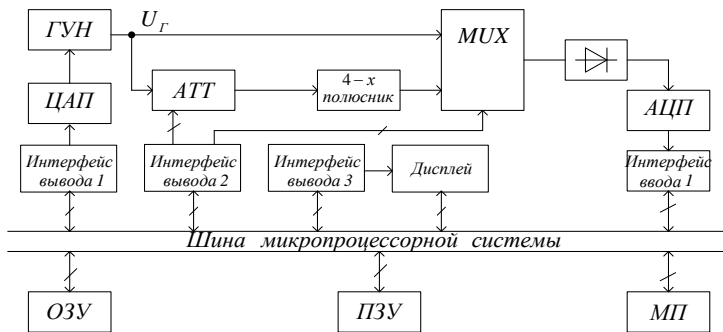 ГУН
U_Г
MUX
ЦАП
АТТ
4-х
полюсник
АЦП
Интерфейс
вывода 1
Интерфейс
вывода 2
Интерфейс
вывода 3
Дисплей
Интерфейс
ввода 1
Шина микропроцессорной системы
ОЗУ
ПЗУ
МП